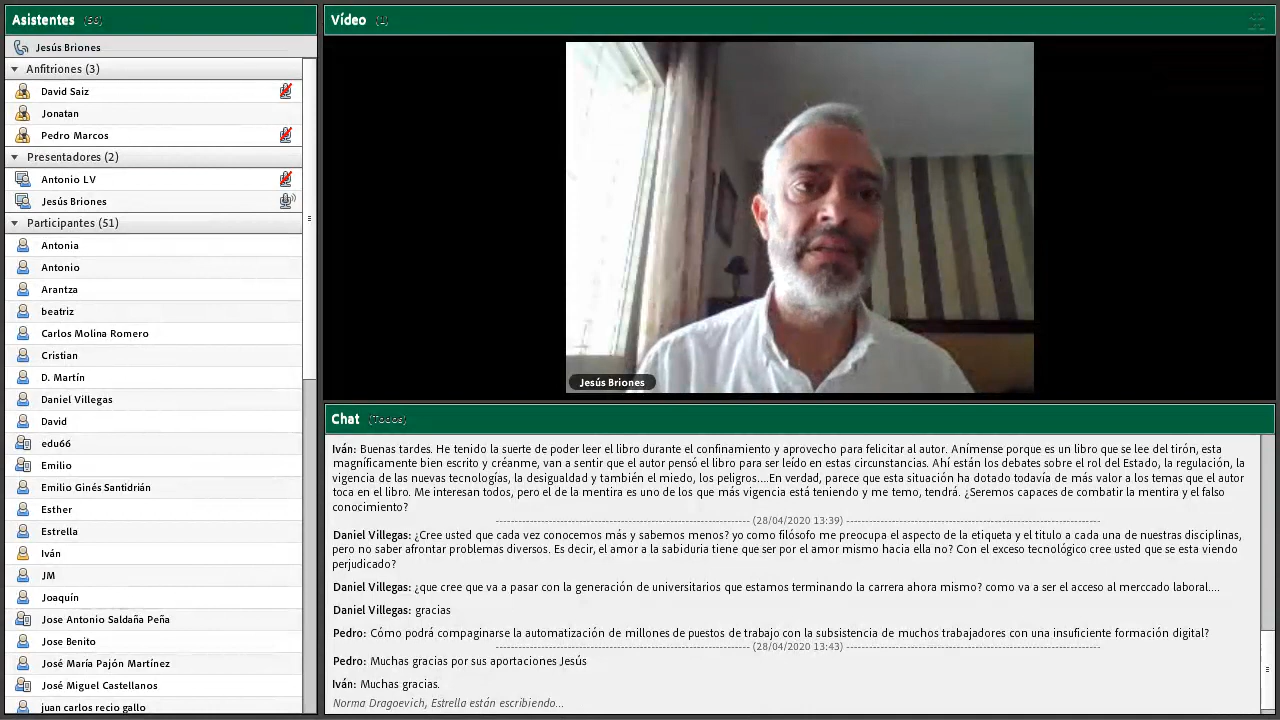 Asistentes (56)
Jesús Briones
Anfitriones (3)
David Saiz
Jonatan
Pedro Marcos
Presentadores (2)
Antonio LV
Jesús Briones
Participantes (51)
Antonia
Antonio
Arantza
beatriz
Carlos Molina Romero
Cristian
D. Martín
Daniel Villegas
David
edu66
Emilio
Emilio Ginés Santidrián
Esther
Estrella
Iván
JM
Joaquín
Jose Antonio Saldaña Peña
Jose Benito
José María Pajón Martínez
José Miguel Castellanos
juan carlos recio gallo
Vídeo (1)
Jesús Briones
Chat (Todos)
Iván: Buenas tardes. He tenido la suerte de poder leer el libro durante el confinamiento y aprovecho para felicitar al autor. Anímense porque es un libro que se lee del tirón, esta
magníficamente bien escrito y créanme, van a sentir que el autor pensó el libro para ser leído en estas circunstancias. Ahí están los debates sobre el rol del Estado, la regulación, la
vigencia de las nuevas tecnologías, la desigualdad y también el miedo, los peligros....En verdad, parece que esta situación ha dotado todavía de más valor a los temas que el autor
toca en el libro. Me interesan todos, pero el de la mentira es uno de los que más vigencia está teniendo y me temo, tendrá. ¿Seremos capaces de combatir la mentira y el falso
conocimiento?
(28/04/2020 13:39)
Daniel Villegas: ¿Cree usted que cada vez conocemos más y sabemos menos? yo como filósofo me preocupa el aspecto de la etiqueta y el titulo a cada una de nuestras disciplinas,
pero no saber afrontar problemas diversos. Es decir, el amor a la sabiduria tiene que ser por el amor mismo hacia ella no? Con el exceso tecnológico cree usted que se esta viendo
perjudicado?
Daniel Villegas: ¿que cree que va a pasar con la generación de universitarios que estamos terminando la carrera ahora mismo? como va a ser el acceso al merccado laboral....
Daniel Villegas: gracias
Pedro: Cómo podrá compaginarse la automatización de millones de puestos de trabajo con la subsistencia de muchos trabajadores con una insuficiente formación digital?
(28/04/2020 13:43)
Pedro: Muchas gracias por sus aportaciones Jesús
Iván: Muchas gracias.
Norma Dragoevich, Estrella están escribiendo...